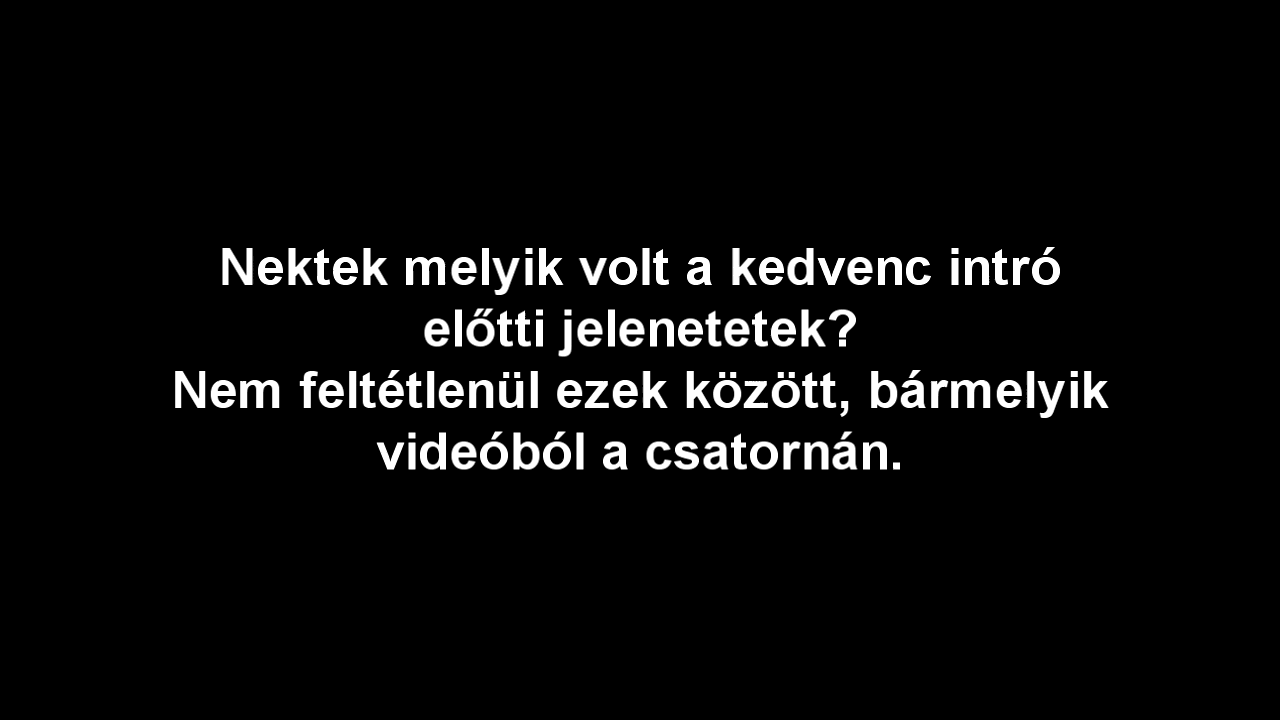 Nektek melyik volt a kedvenc intró
előtti jelenetetek?
Nem feltétlenül ezek között, bármelyik
videóból a csatornán.